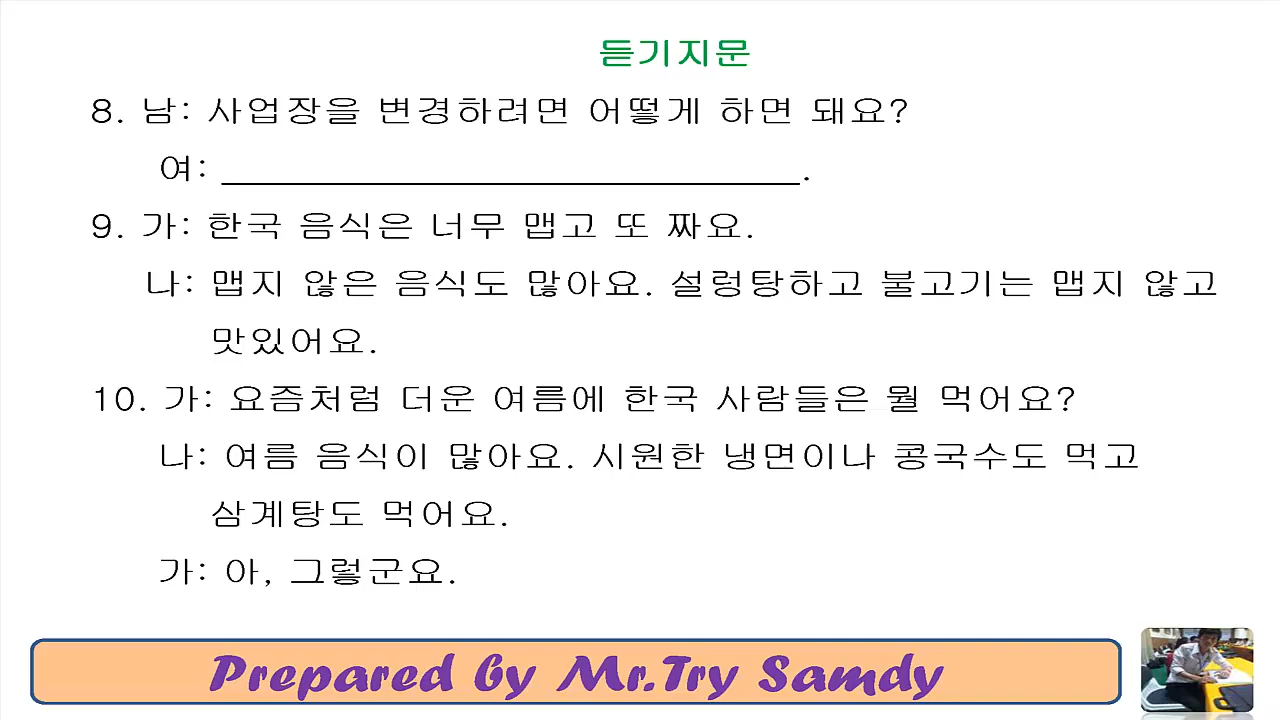 듣기지문
8. 남: 사업장을 변경하려면 어떻게 하면 돼요?
여: ______________________________.
9. 가: 한국 음식은 너무 맵고 또 짜요.
나: 맵지 않은 음식도 많아요. 설렁탕하고 불고기는 맵지 않고
맛있어요.
10. 가: 요즘처럼 더운 여름에 한국 사람들은 뭘 먹어요?
나: 여름 음식이 많아요. 시원한 냉면이나 콩국수도 먹고
삼계탕도 먹어요.
가: 아, 그렇군요.
Prepared by Mr.Try Samdy